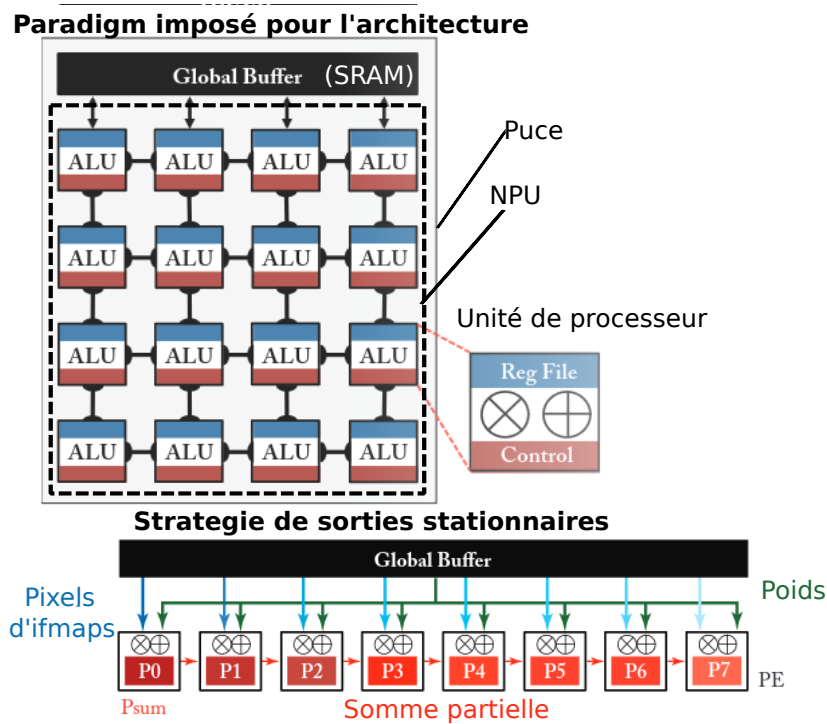 Paradigm imposé pour l'architecture
Global Buffer (SRAM)
Puce
NPU
ALU ALU ALU ALU
ALU ALU ALU ALU
ALU ALU ALU ALU
ALU ALU ALU ALU
Unité de processeur
Reg File
Control
Strategie de sorties stationnaires
Global Buffer
Pixels
d'ifmaps
Poids
P0 P1 P2 P3 P4 P5 P6 P7
PE
Psum
Somme partielle